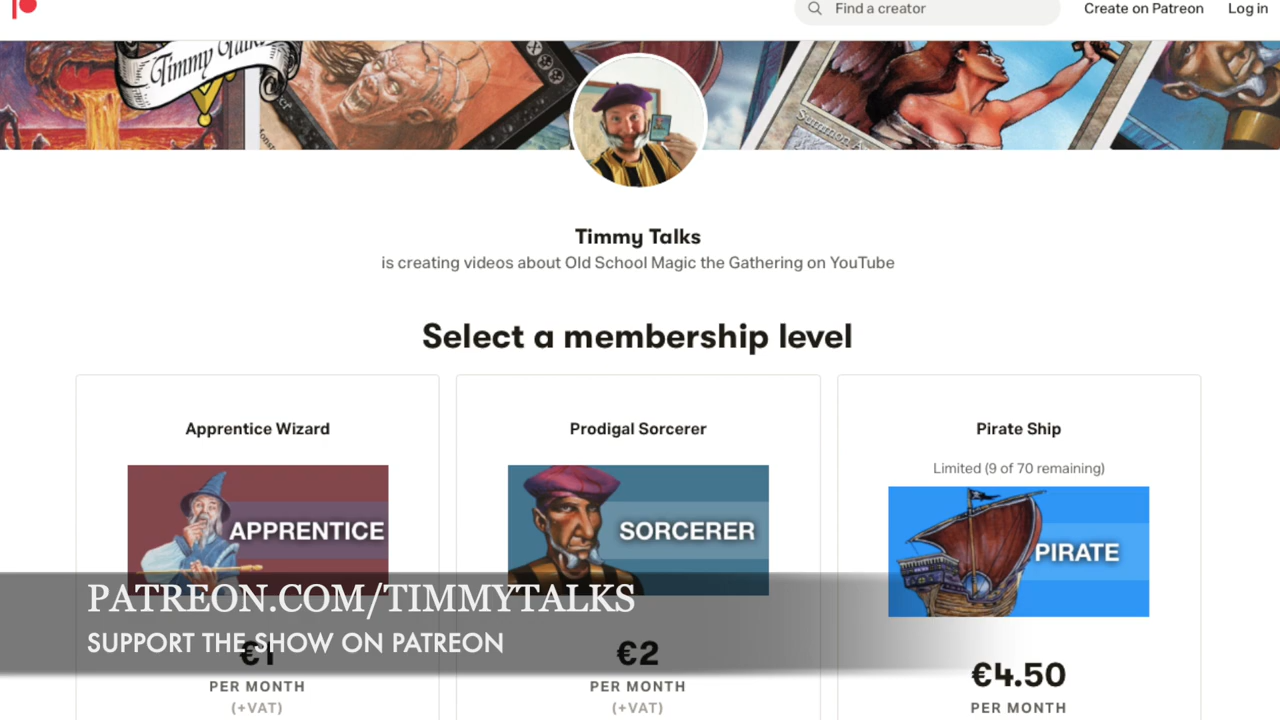 Find a creator
Create on Patreon
Log in
Timmy Talks
Summon A
Timmy Talks
is creating videos about Old School Magic the Gathering on YouTube
Select a membership level
Apprentice Wizard
Prodigal Sorcerer
Pirate Ship
Limited (9 of 70 remaining)
APPRENTICE
SORCERER
PIRATE
PATREON.COM/TIMMYTALKS
SUPPORT THE SHOW ON PATREON
€1
€2
€4.50
PER MONTH
PER MONTH
PER MONTH
(+VAT)
(+VAT)